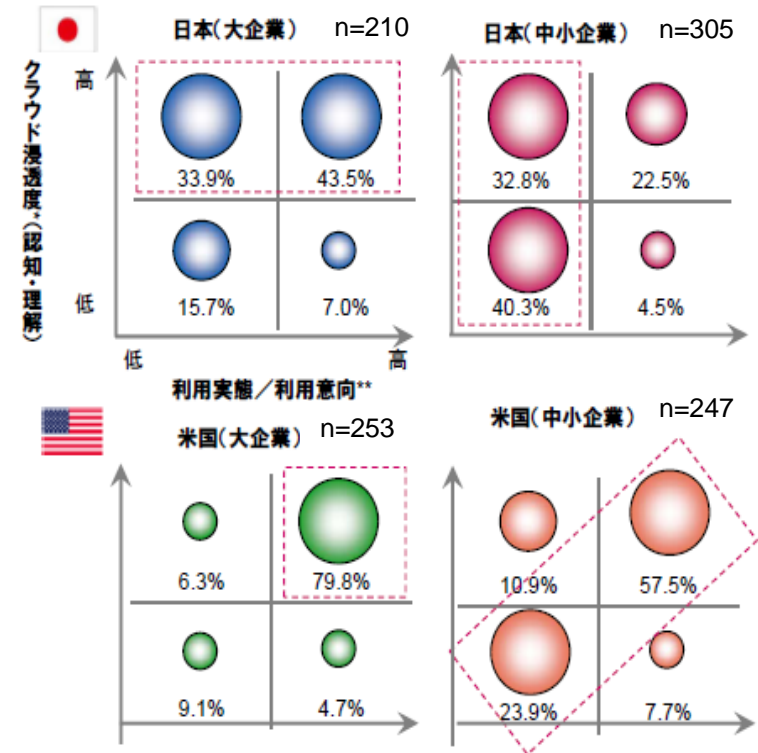 日本(大企業) n=210
日本(中小企業) n=305
クラウド浸透度*(認知・理解)
高
33.9% 43.5%
32.8% 22.5%
低
15.7% 7.0%
40.3% 4.5%
低 高
利用実態/利用意向**
米国(大企業) n=253
米国(中小企業) n=247
6.3% 79.8%
10.9% 57.5%
9.1% 4.7%
23.9% 7.7%